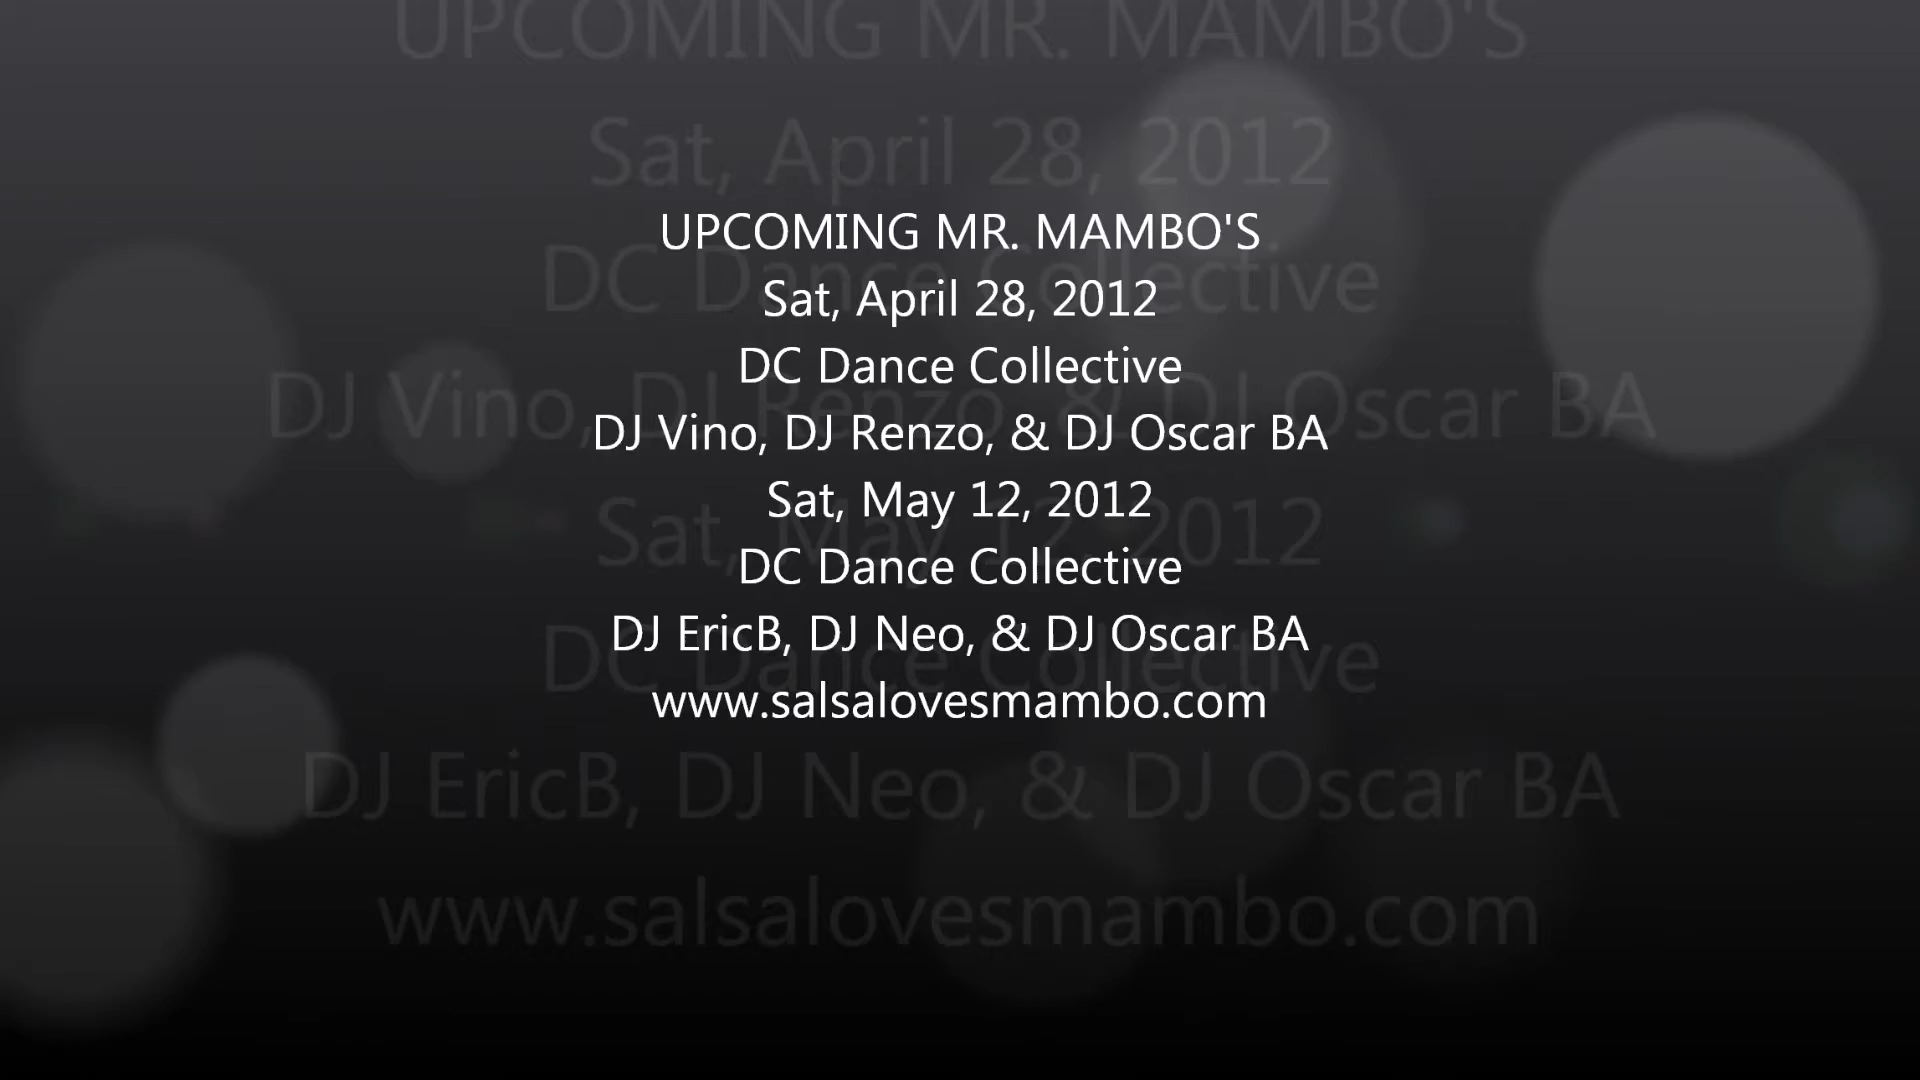 UPCOMING MR. MAMBO'S
Sat, April 28, 2012
DC Dance Collective
DJ Vino, DJ Renzo, & DJ Oscar BA
Sat, May 12, 2012
DC Dance Collective
DJ EricB, DJ Neo, & DJ Oscar BA
www.salsalovesmambo.com